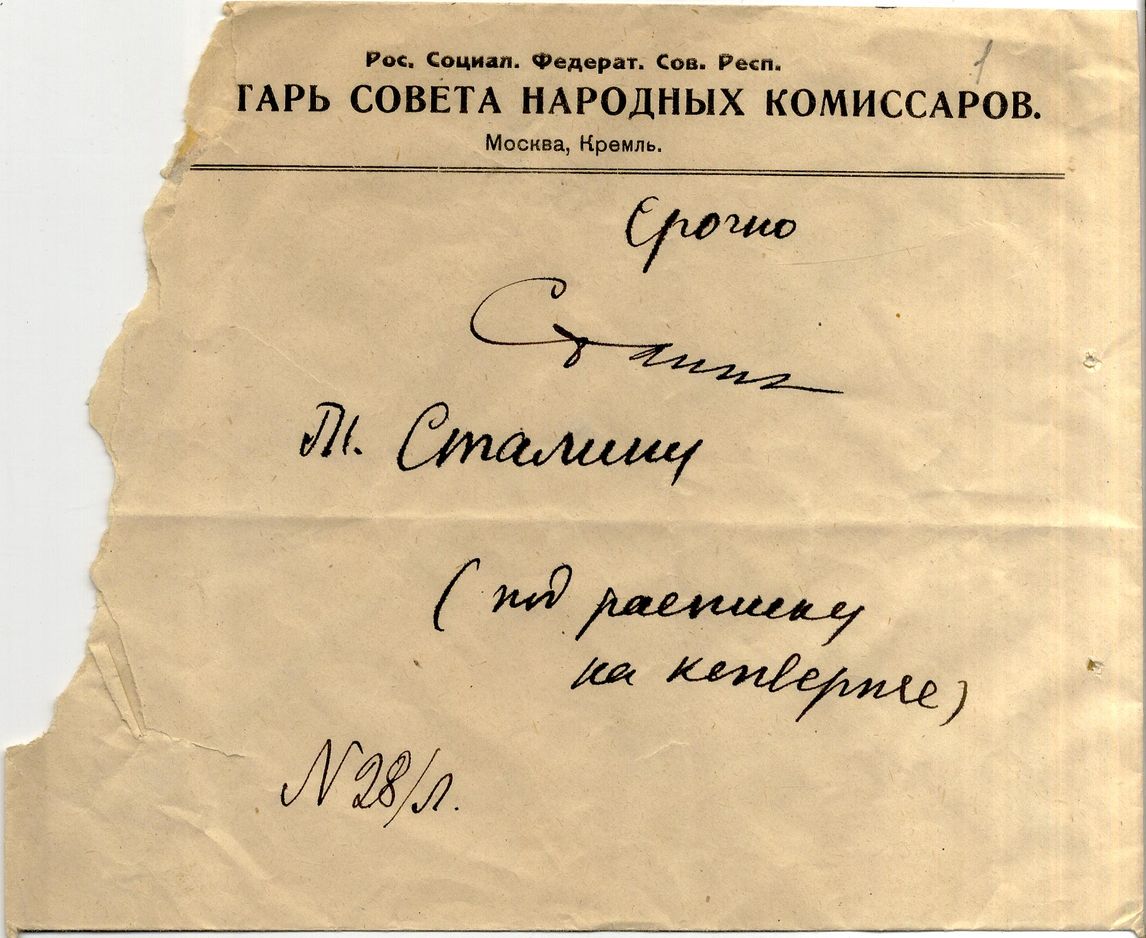 1
Рос. Социал. Федерат. Сов. Респ.
ТАРЬ СОВЕТА НАРОДНЫХ КОМИССАРОВ.
Москва, Кремль.
Срочно
Сталин
Т. Сталину
(под расписку
на конверте)
N 28/л.